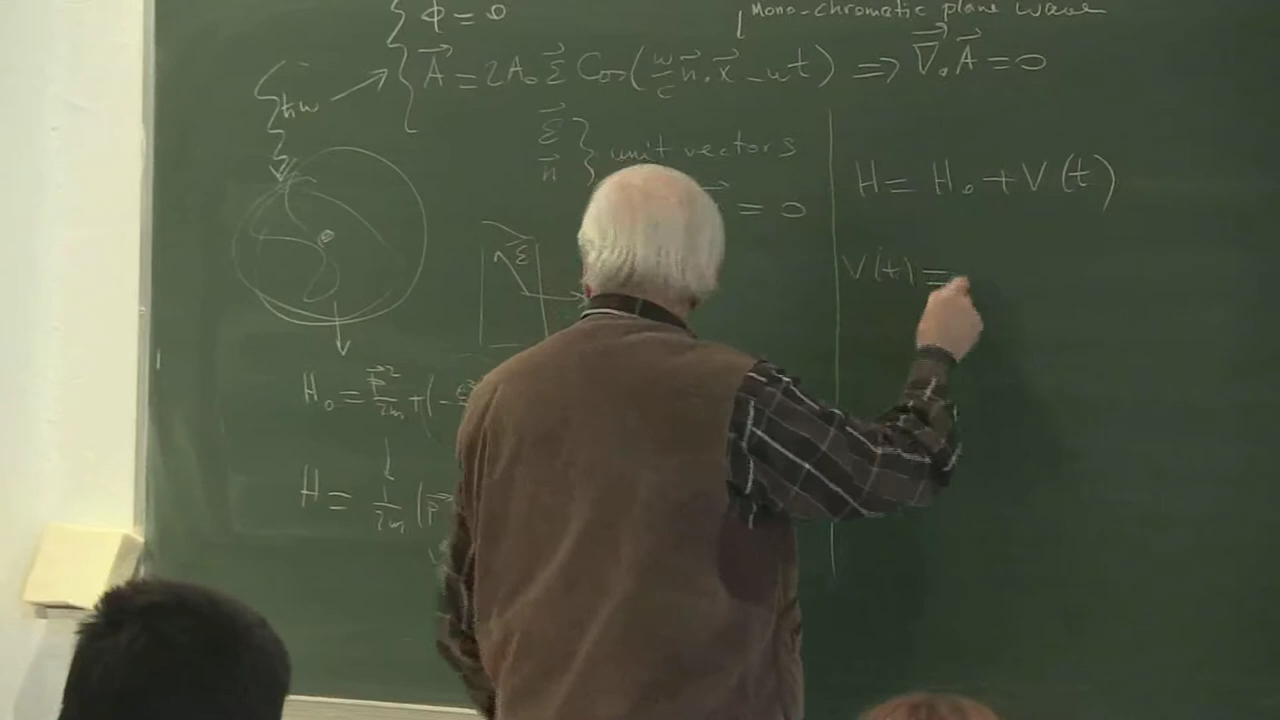 Φ = 0
Mono-chromatic plane wave
A⃗ = 2A₀ ε⃗ Cos(ω/c n⃗.x⃗ - ωt) ⇒ ∇⃗.A⃗ = 0
ħω
ε⃗
n⃗ } unit vectors
= 0
ε⃗
H₀ = p⃗²/2m + (- e²
H = 1/2m (p⃗
H = H₀ + V(t)
V(t) =